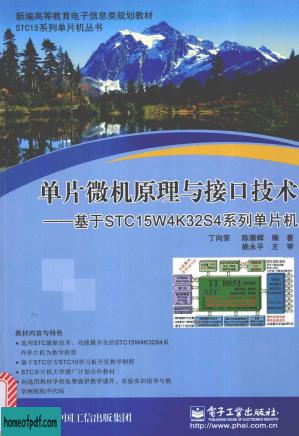 新编高等教育电子信息类规划教材
STC15系列单片机丛书
单片微机原理与接口技术
——基于STC15W4K32S4系列单片机
丁向荣 陈崇辉 编著
姚永平 主审
1T 8051
STC
教材内容与特色
选用STC最新技术、功能最齐全的STC15W4K32S4系
列单片机为教学机型
基于STC官方STC15学习板开发教学例程
STC单片机大学推广计划合作教材
向选用教材学校免费提供教学课件、实验实训指导与教
学例程程序代码
中国工信出版集团
电子工业出版社
homeofpdf.com